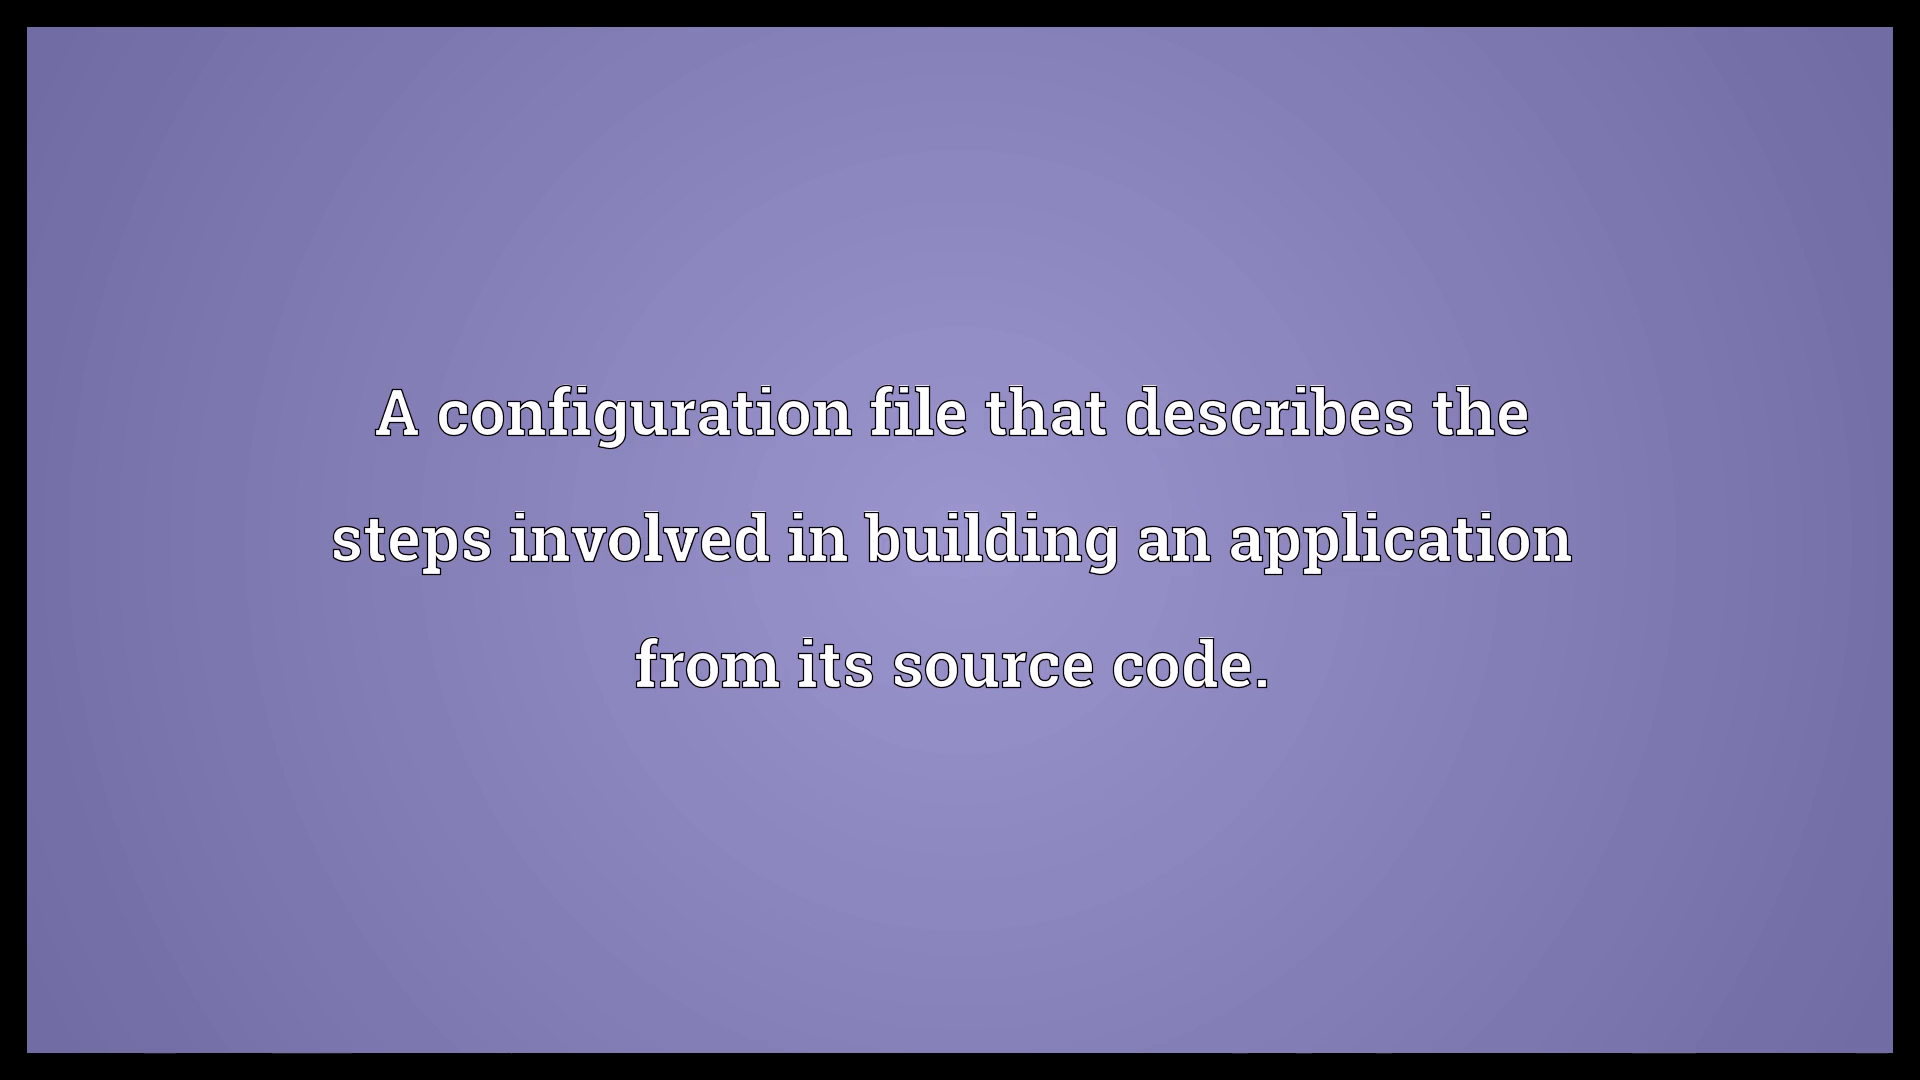 A configuration file that describes the
steps involved in building an application
from its source code.